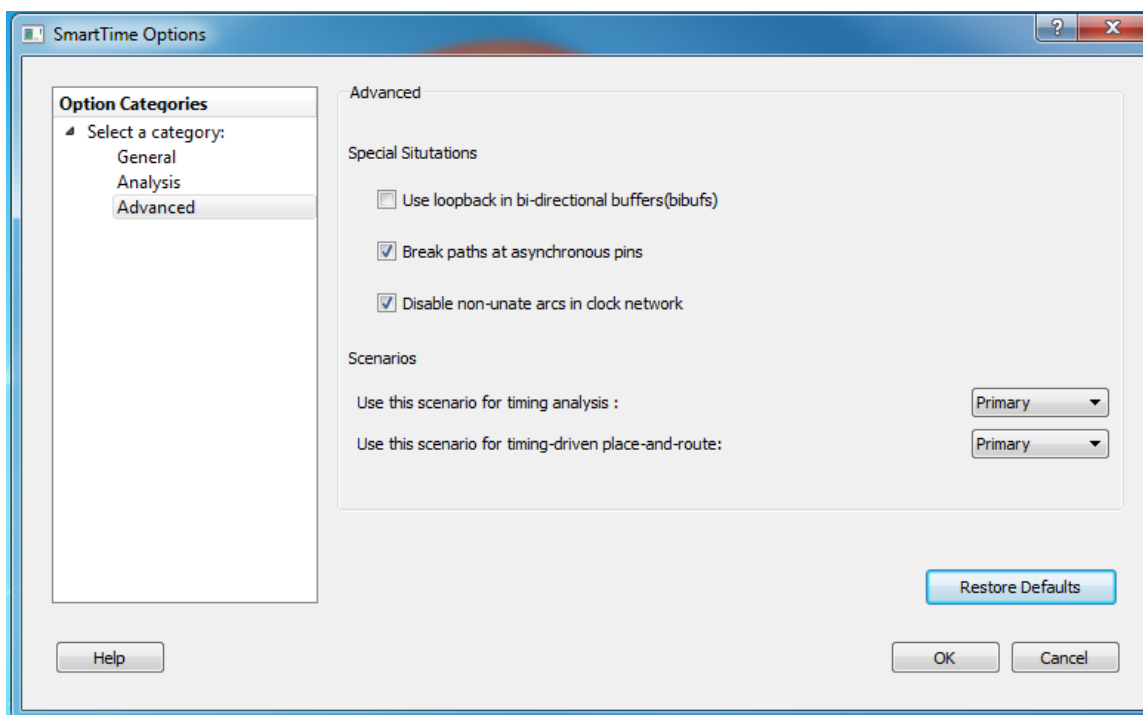 SmartTime Options
?
X
Option Categories
Select a category:
General
Analysis
Advanced
Advanced
Special Situtations
Use loopback in bi-directional buffers(bibufs)
Break paths at asynchronous pins
Disable non-unate arcs in clock network
Scenarios
Use this scenario for timing analysis : Primary
Use this scenario for timing-driven place-and-route: Primary
Restore Defaults
Help OK Cancel